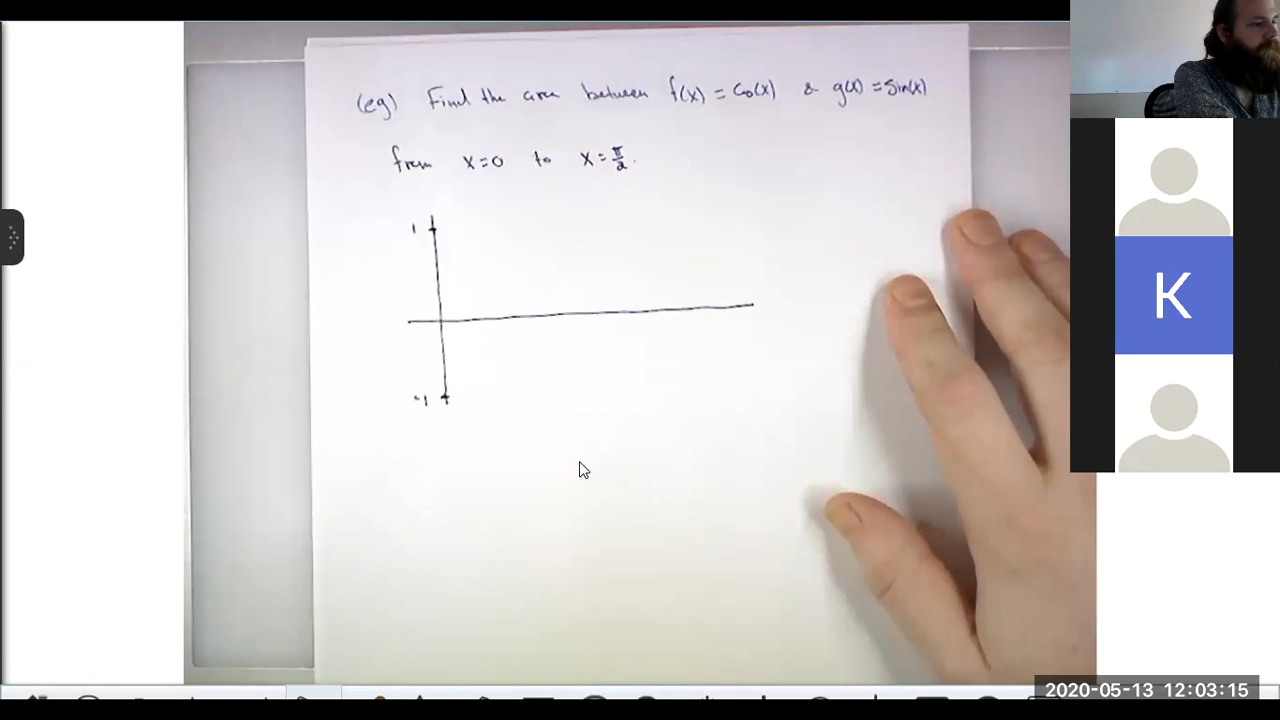 (eg) Find the area between f(x) = Cos(x) & g(x) = Sin(x)
from x=0 to x = π/2.
1
-1
K
2020-05-13 12:03:15